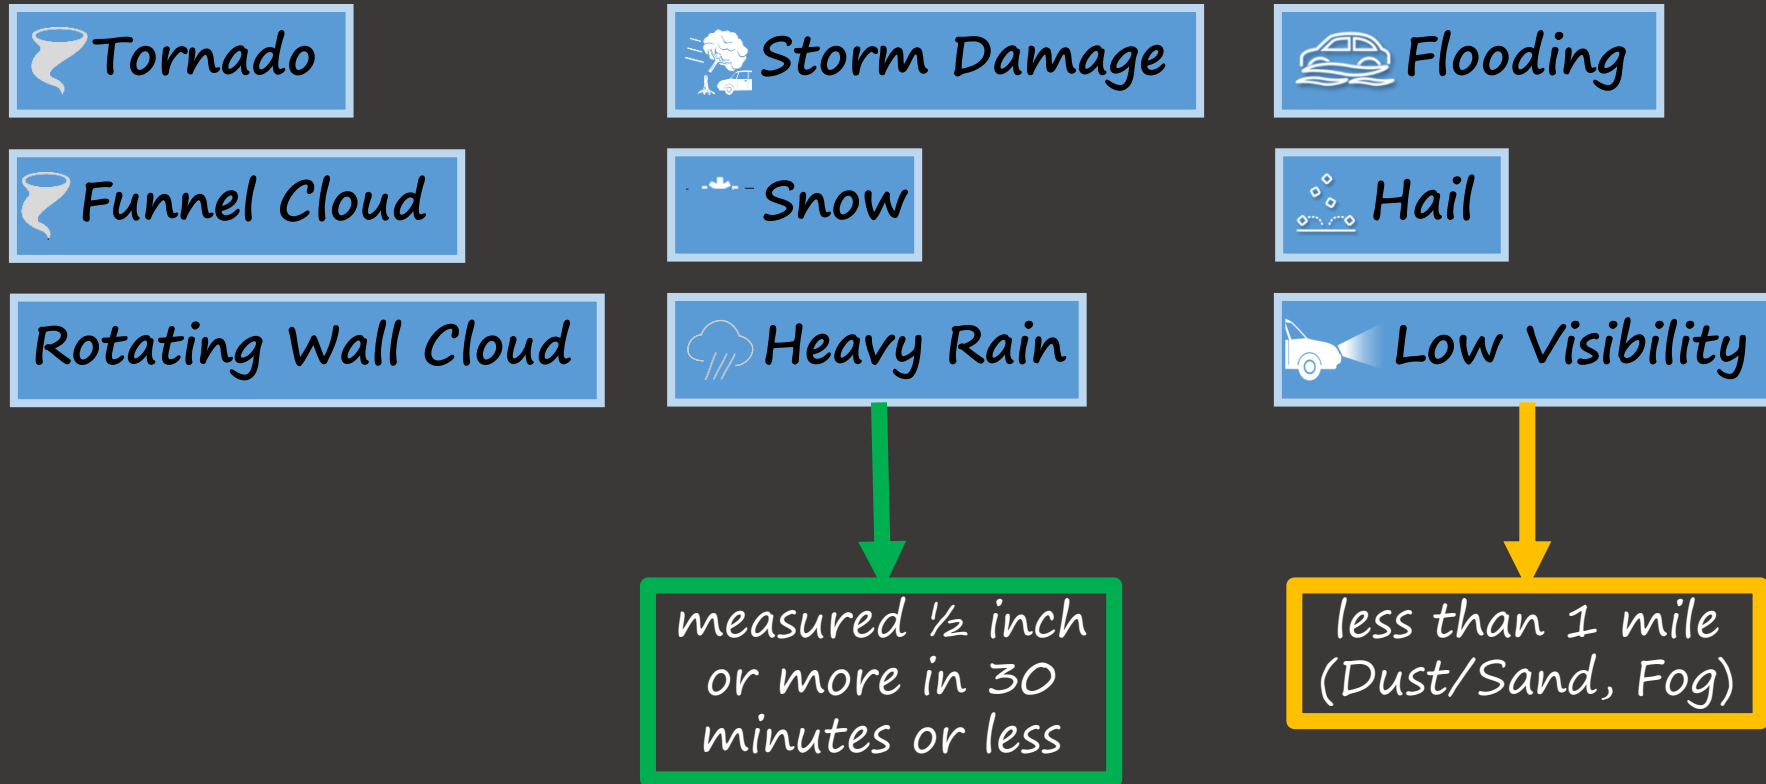 Tornado
Storm Damage
Flooding
Funnel Cloud
Snow
Hail
Rotating Wall Cloud
Heavy Rain
Low Visibility
measured ½ inch
or more in 30
minutes or less
less than 1 mile
(Dust/Sand, Fog)